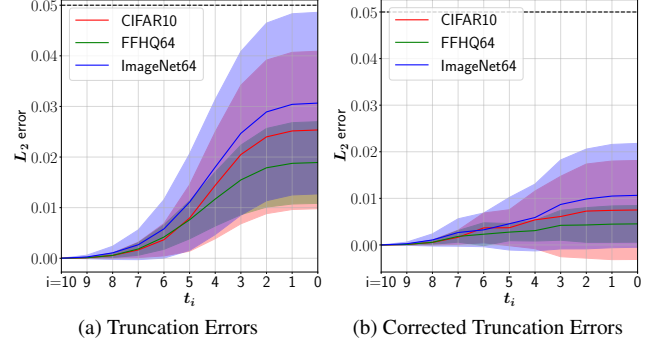 0.05
0.04
0.03
0.02
0.01
0.00
L₂ error
CIFAR10
FFHQ64
ImageNet64
i=10 9 8 7 6 5 4 3 2 1 0
tᵢ
(a) Truncation Errors
0.05
0.04
0.03
0.02
0.01
0.00
L₂ error
CIFAR10
FFHQ64
ImageNet64
i=10 9 8 7 6 5 4 3 2 1 0
tᵢ
(b) Corrected Truncation Errors